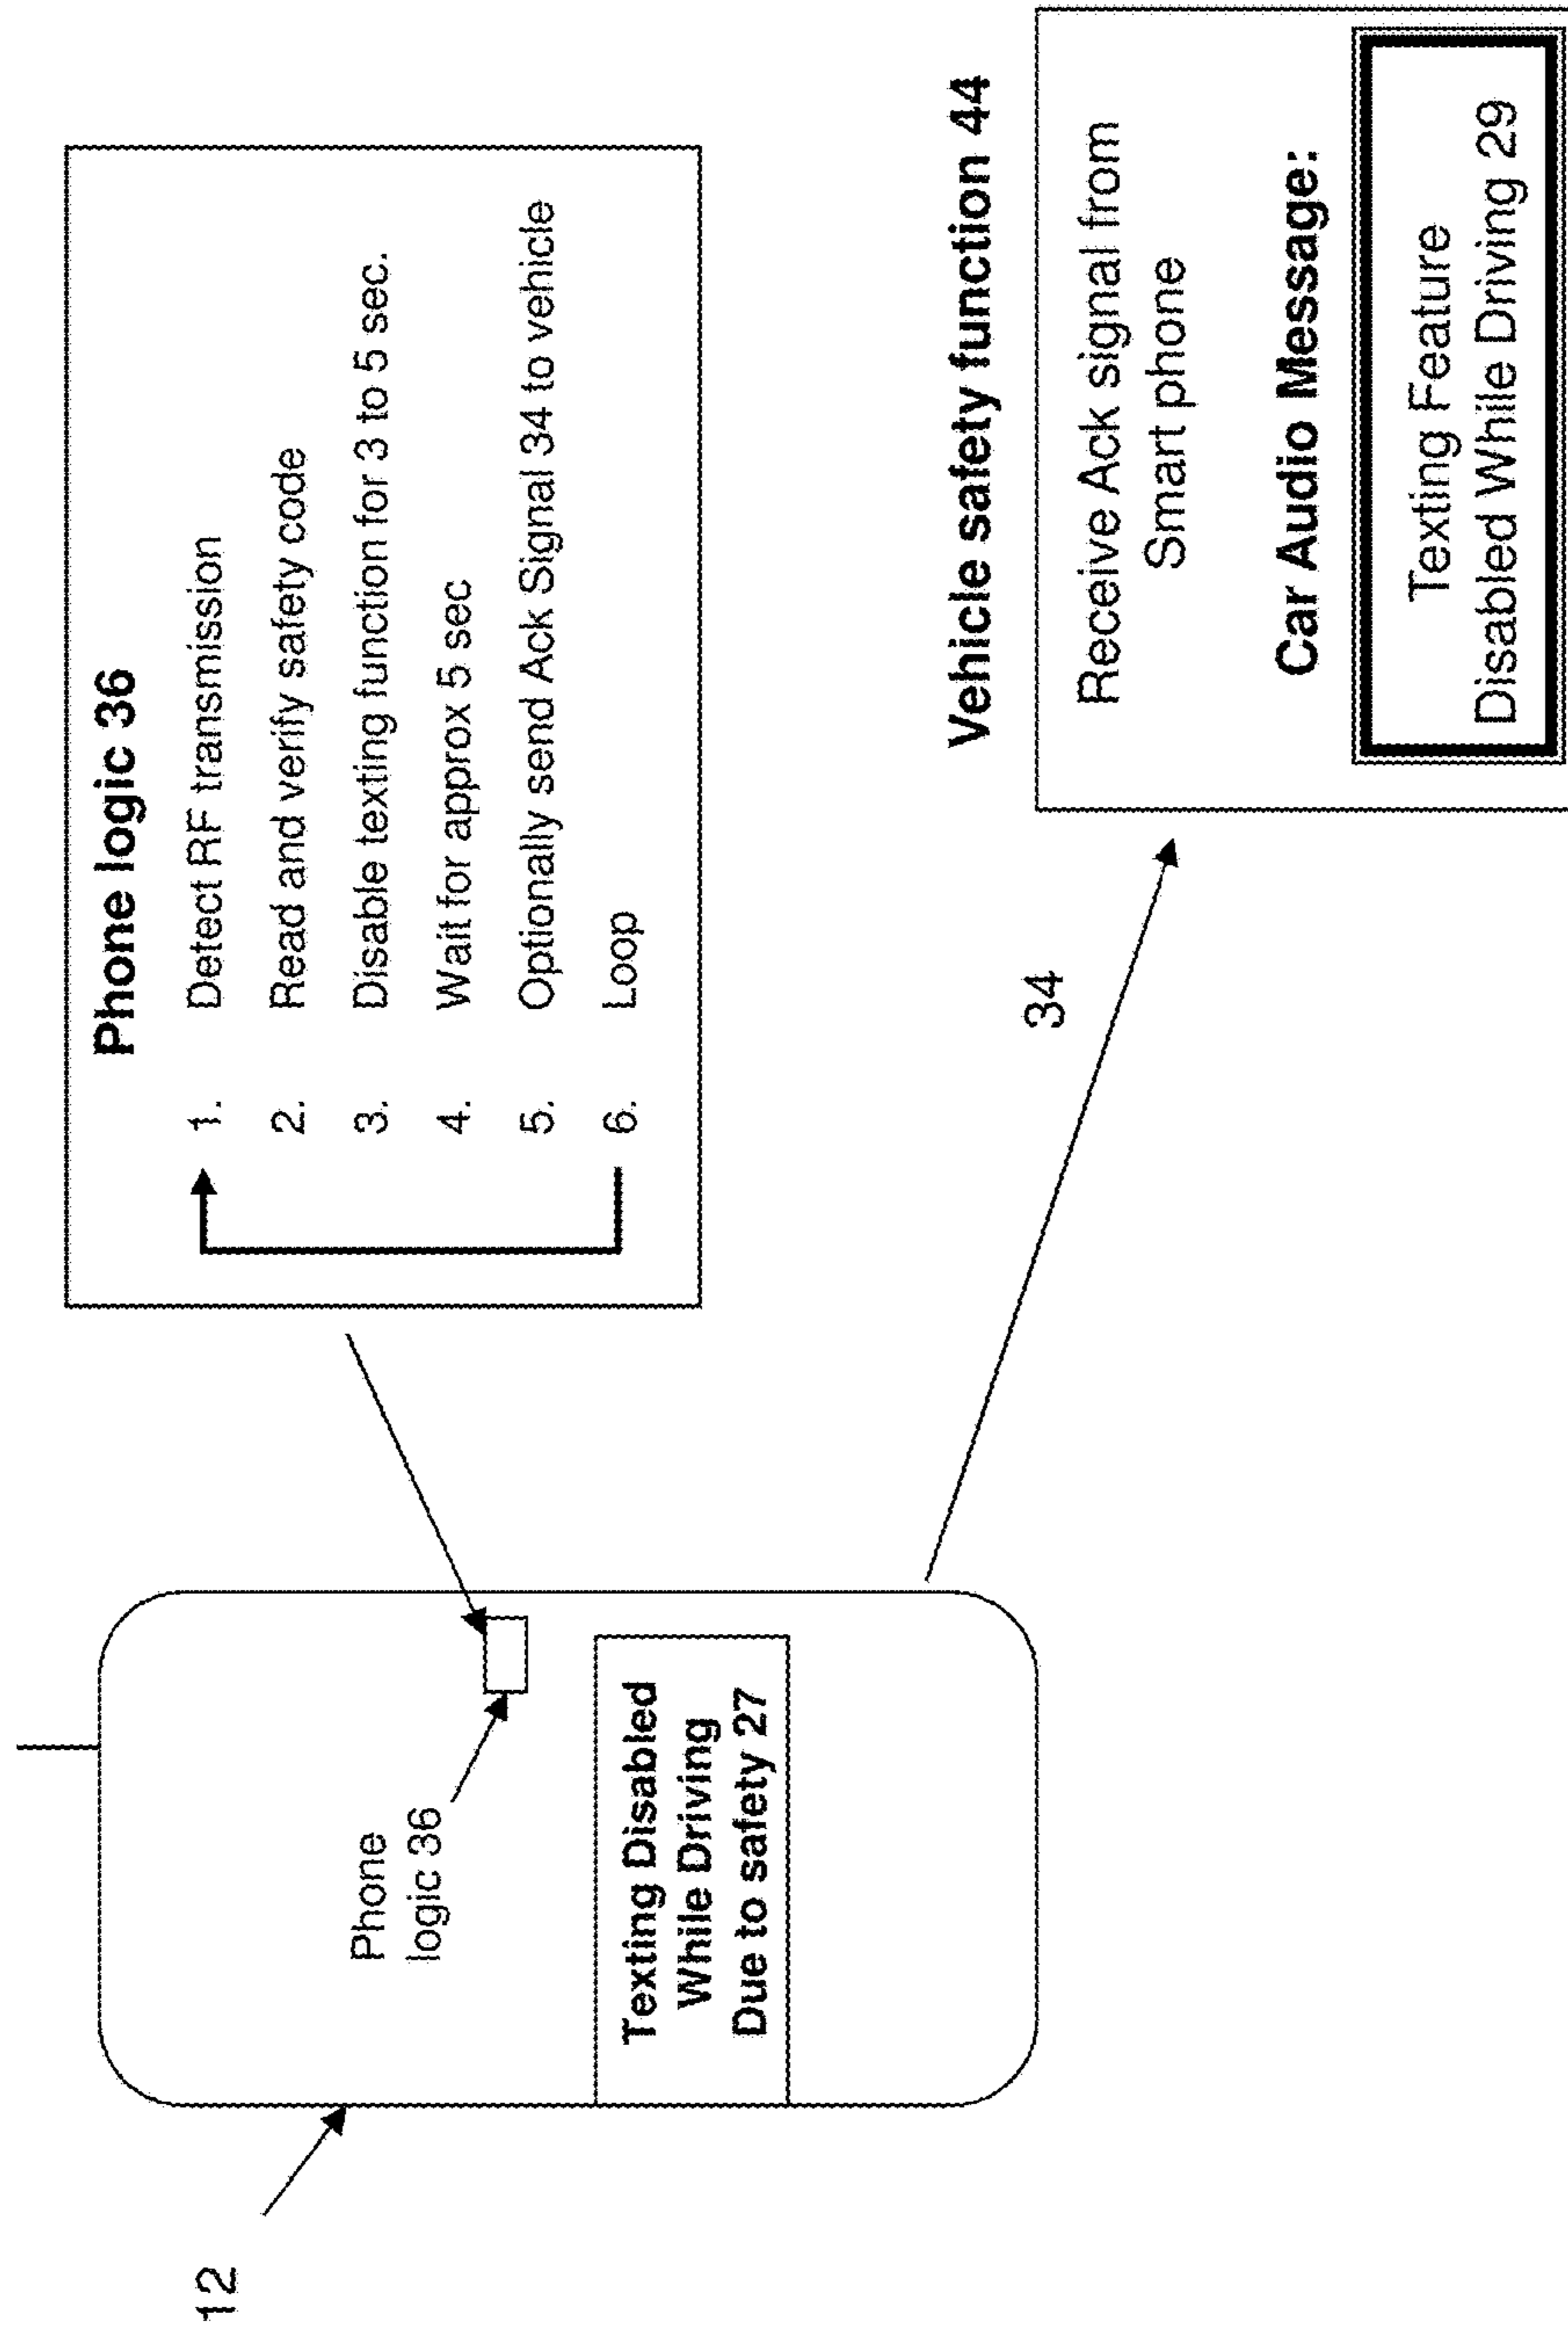 Phone logic 36
1. Detect RF transmission
2. Read and verify safety code
3. Disable texting function for 3 to 5 sec.
4. Wait for approx 5 sec
5. Optionally send Ack Signal 34 to vehicle
6. Loop
12
Phone
logic 36
Texting Disabled
While Driving
Due to safety 27
34
Vehicle safety function 44
Receive Ack signal from
Smart phone
Car Audio Message:
Texting Feature
Disabled While Driving 29